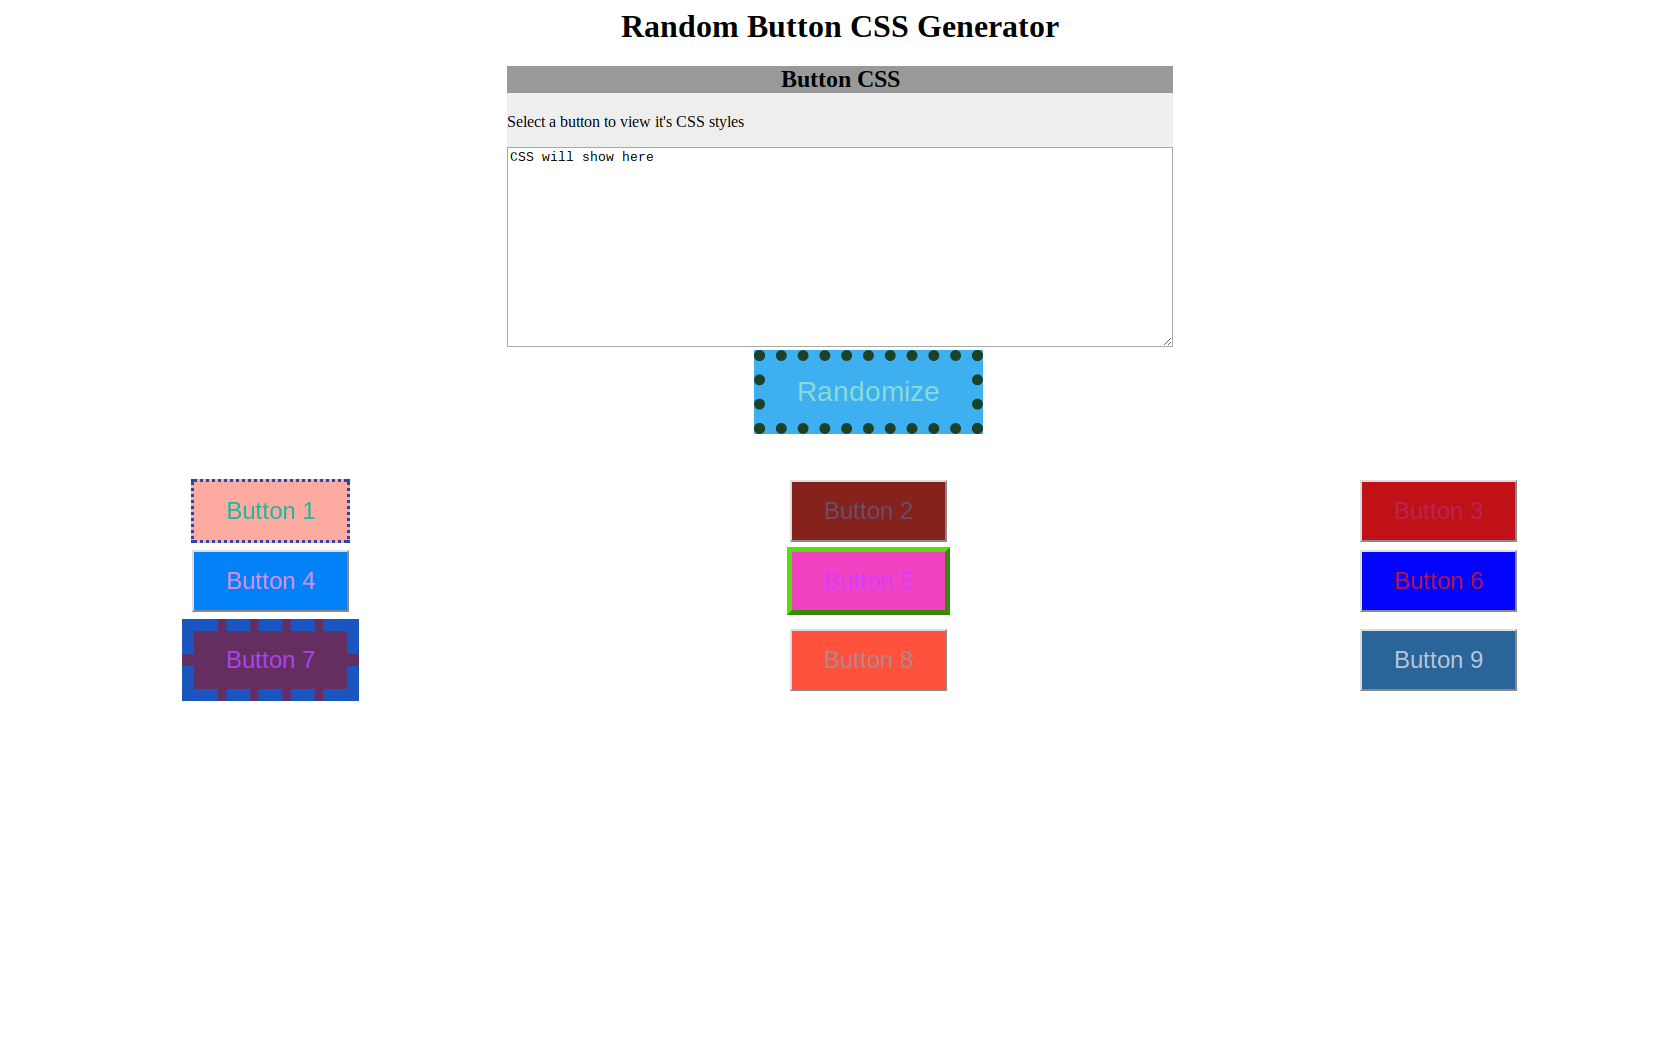 Random Button CSS Generator
Button CSS
Select a button to view it's CSS styles
CSS will show here
Randomize
Button 1
Button 2
Button 3
Button 4
Button 5
Button 6
Button 7
Button 8
Button 9